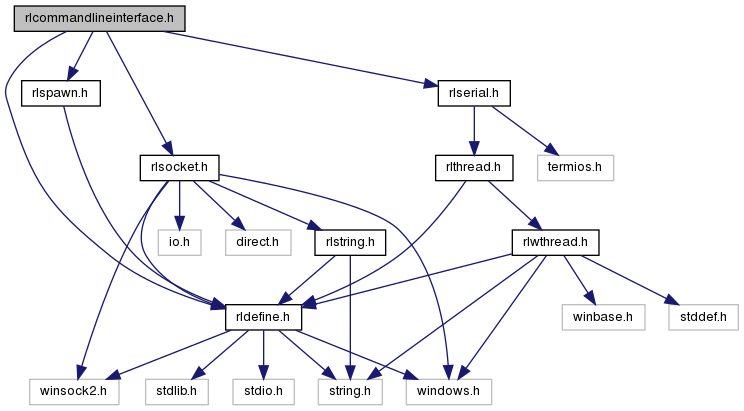 rlcommandlineinterface.h
rlspawn.h
rlserial.h
rlsocket.h
rlthread.h
termios.h
io.h
direct.h
rlstring.h
rlwthread.h
rldefine.h
winbase.h
stddef.h
winsock2.h
stdlib.h
stdio.h
string.h
windows.h